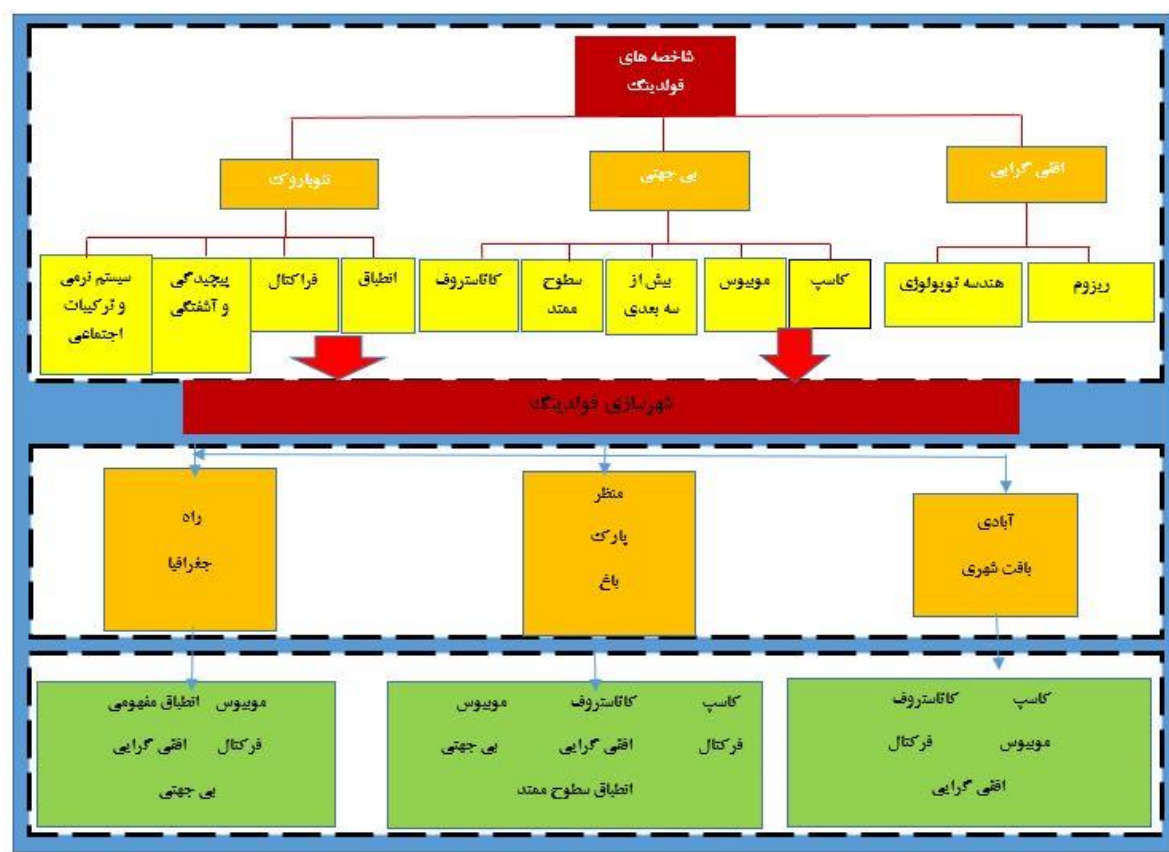 شاخصه های
فولدینگ
افقی گرایی
بی جهتی
نئوباروک
ریزوم
هندسه توپولوژی
کاسپ
موبیوس
بیش از
سه بعدی
سطوح
ممتد
کاتاستروف
انطباق
فراکتال
پیچیدگی
و آشفتگی
سیستم نرمی
و ترکیبات
اجتماعی
شهرسازی فولدینگ
آبادی
بافت شهری
منظر
پارک
باغ
راه
جغرافیا
کاسپ کاتاستروف
موبیوس فرکتال
افقی گرایی
کاسپ کاتاستروف موبیوس
فرکتال افقی گرایی بی جهتی
انطباق سطوح ممتد
موبیوس انطباق مفهومی
فرکتال افقی گرایی
بی جهتی